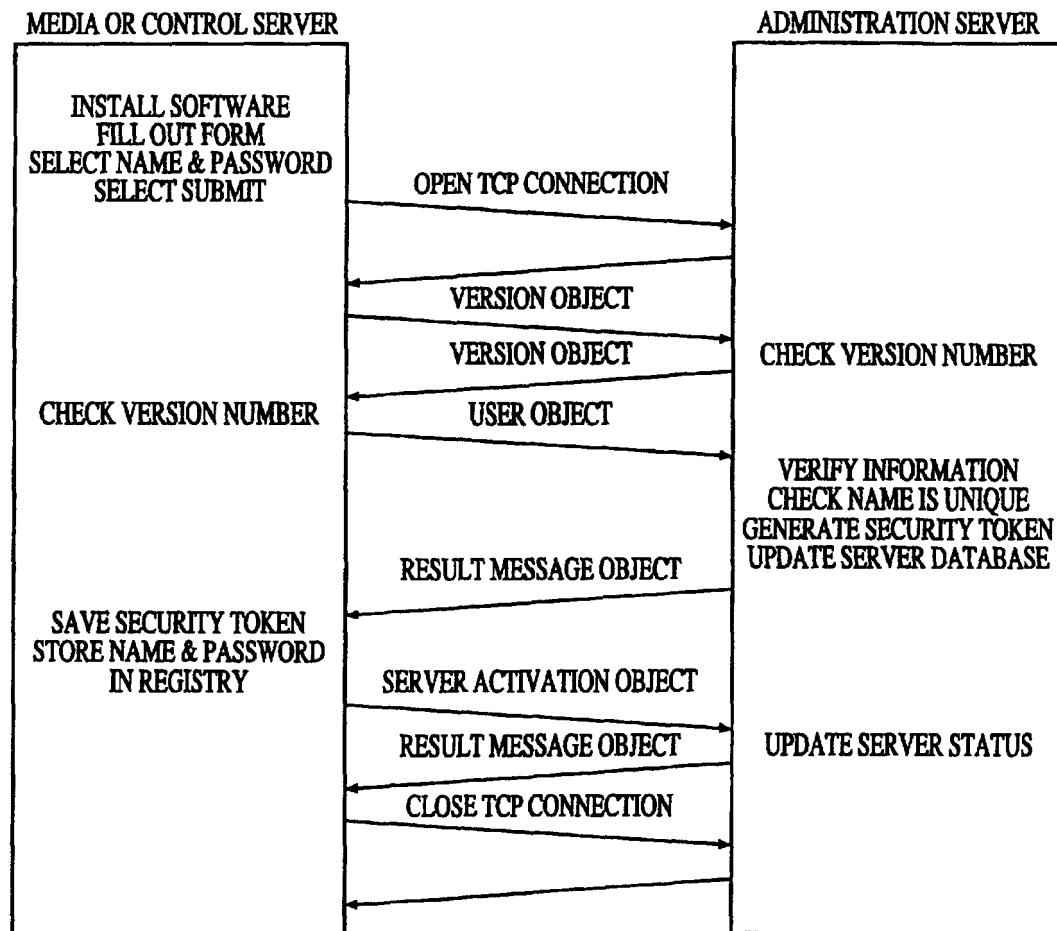 MEDIA OR CONTROL SERVER
ADMINISTRATION SERVER
INSTALL SOFTWARE
FILL OUT FORM
SELECT NAME & PASSWORD
SELECT SUBMIT
OPEN TCP CONNECTION
VERSION OBJECT
VERSION OBJECT
CHECK VERSION NUMBER
CHECK VERSION NUMBER
USER OBJECT
VERIFY INFORMATION
CHECK NAME IS UNIQUE
GENERATE SECURITY TOKEN
UPDATE SERVER DATABASE
RESULT MESSAGE OBJECT
SAVE SECURITY TOKEN
STORE NAME & PASSWORD
IN REGISTRY
SERVER ACTIVATION OBJECT
RESULT MESSAGE OBJECT
UPDATE SERVER STATUS
CLOSE TCP CONNECTION